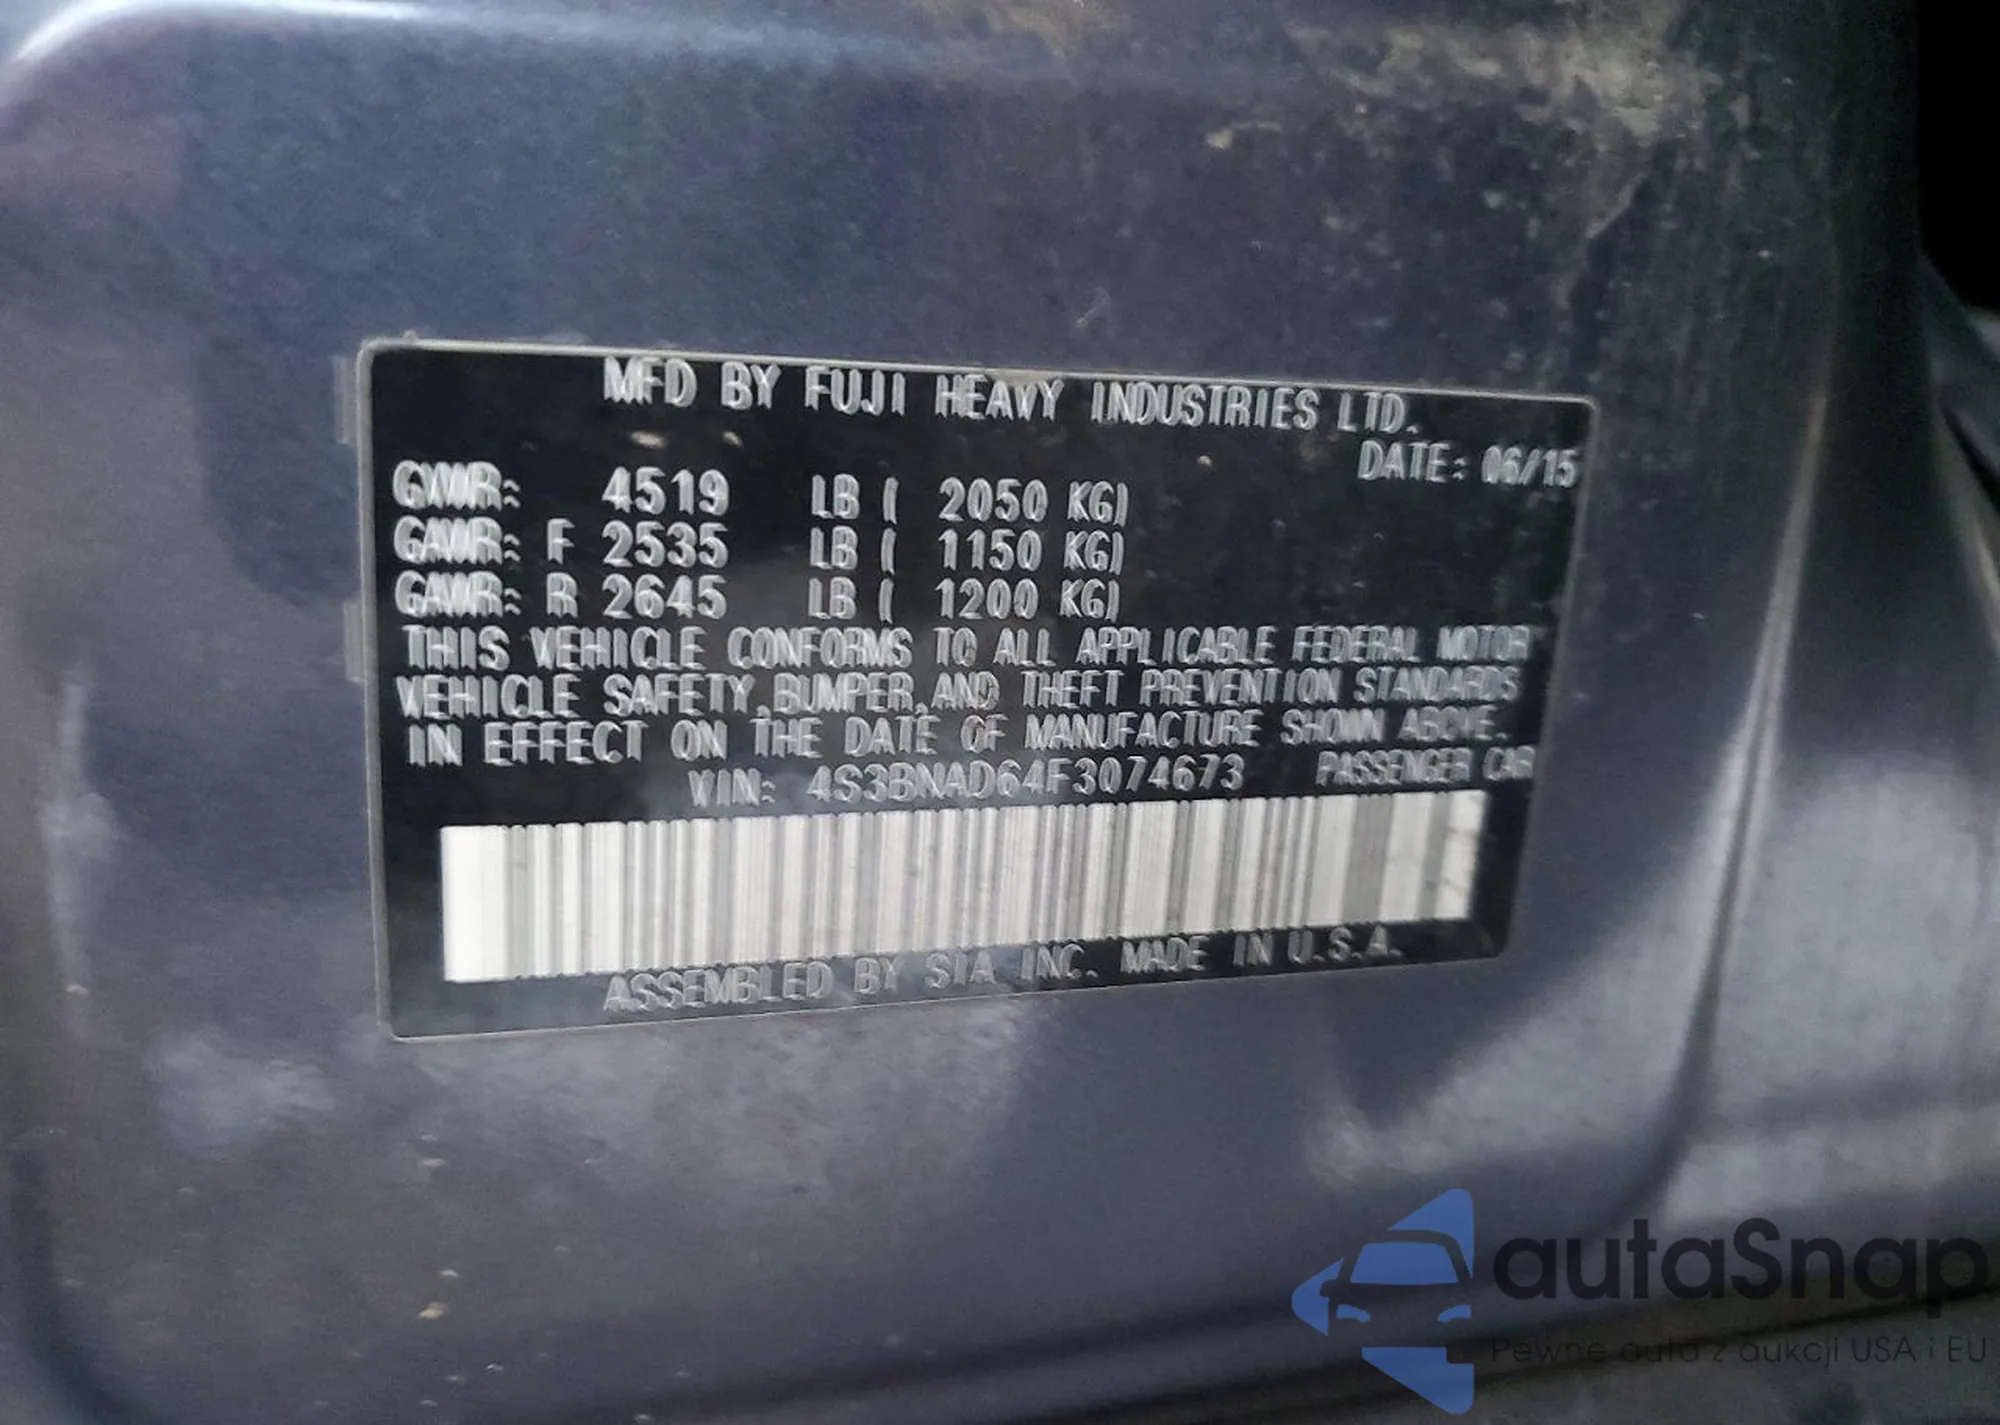 MFD BY FUJI HEAVY INDUSTRIES LTD.
DATE: 06/15
GVWR: 4519 LB ( 2050 KG)
GAWR: F 2535 LB ( 1150 KG)
GAWR: R 2645 LB ( 1200 KG)
THIS VEHICLE CONFORMS TO ALL APPLICABLE FEDERAL MOTOR
VEHICLE SAFETY, BUMPER, AND THEFT PREVENTION STANDARDS
IN EFFECT ON THE DATE OF MANUFACTURE SHOWN ABOVE.
VIN: 4S3BNAD64F3074673 PASSENGER CAR
ASSEMBLED BY SIA INC. MADE IN U.S.A.
autaSnap
Pewne auta z aukcji USA i EU